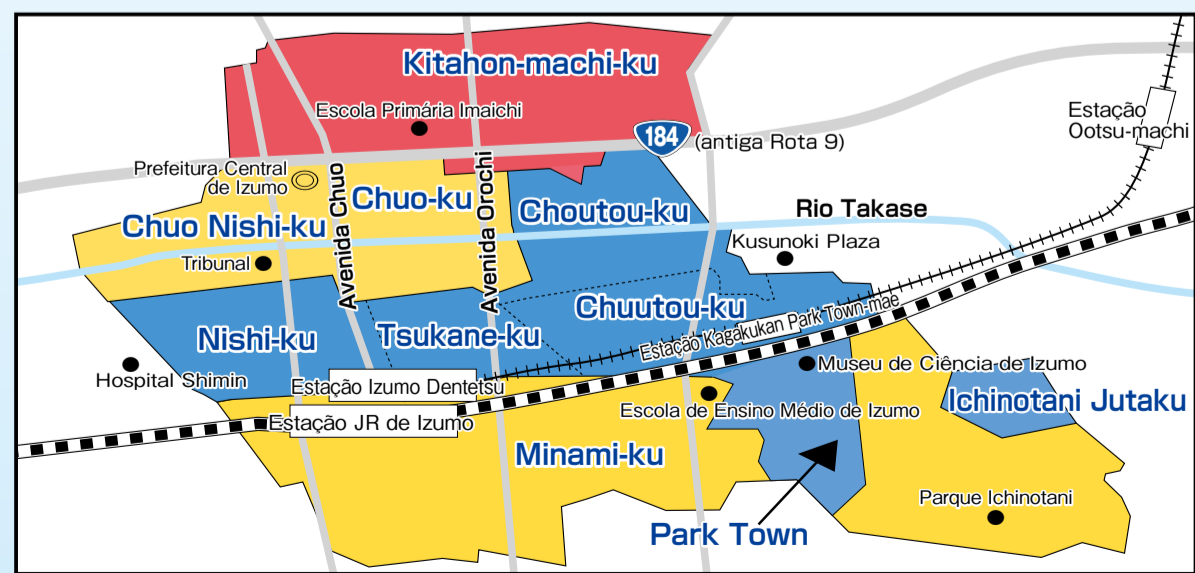 Kitahon-machi-ku
Escola Primária Imaichi
Estação
Ootsu-machi
184 (antiga Rota 9)
Prefeitura Central
de Izumo
Avenida Chuo
Chuo-ku
Avenida Orochi
Choutou-ku
Chuo Nishi-ku
Rio Takase
Tribunal
Kusunoki Plaza
Nishi-ku
Tsukane-ku
Chuutou-ku
Estação Kagakukan Park Town-mae
Hospital Shimin
Estação Izumo Dentetsu
Museu de Ciência de Izumo
Estação JR de Izumo
Escola de Ensino Médio de Izumo
Ichinotani Jutaku
Minami-ku
Parque Ichinotani
Park Town